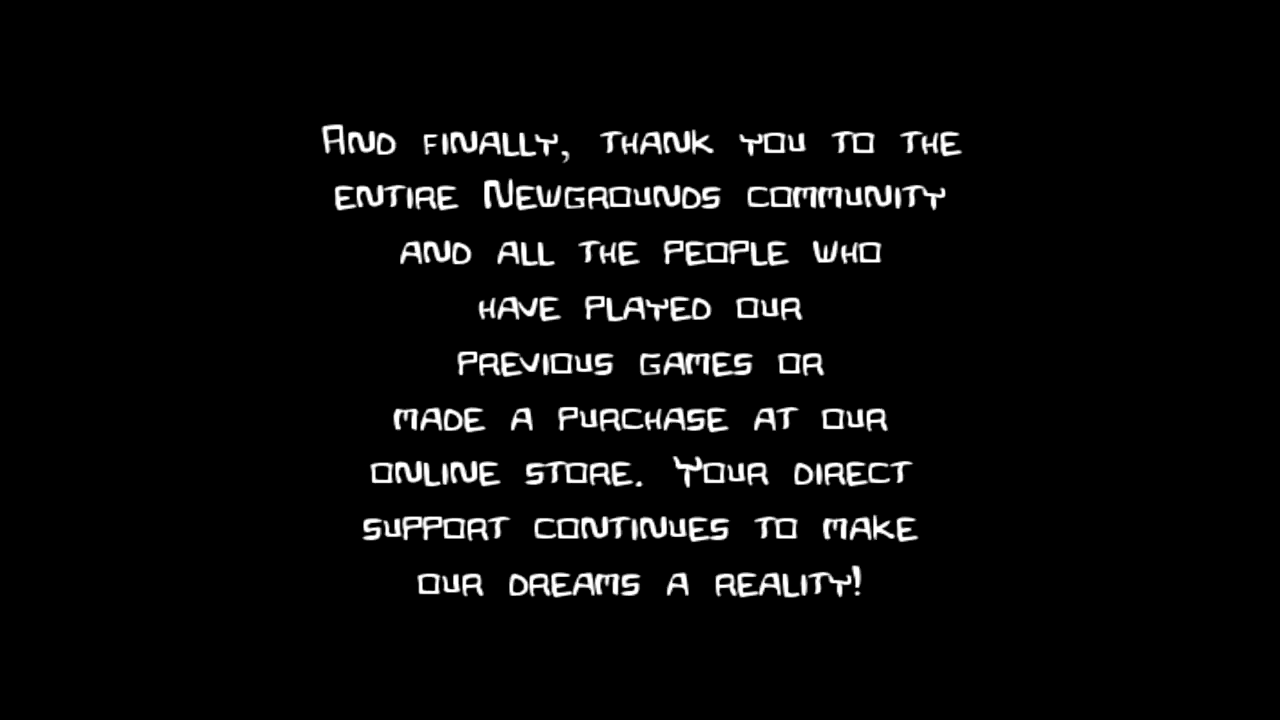 And finally, thank you to the
entire Newgrounds community
and all the people who
have played our
previous games or
made a purchase at our
online store. Your direct
support continues to make
our dreams a reality!